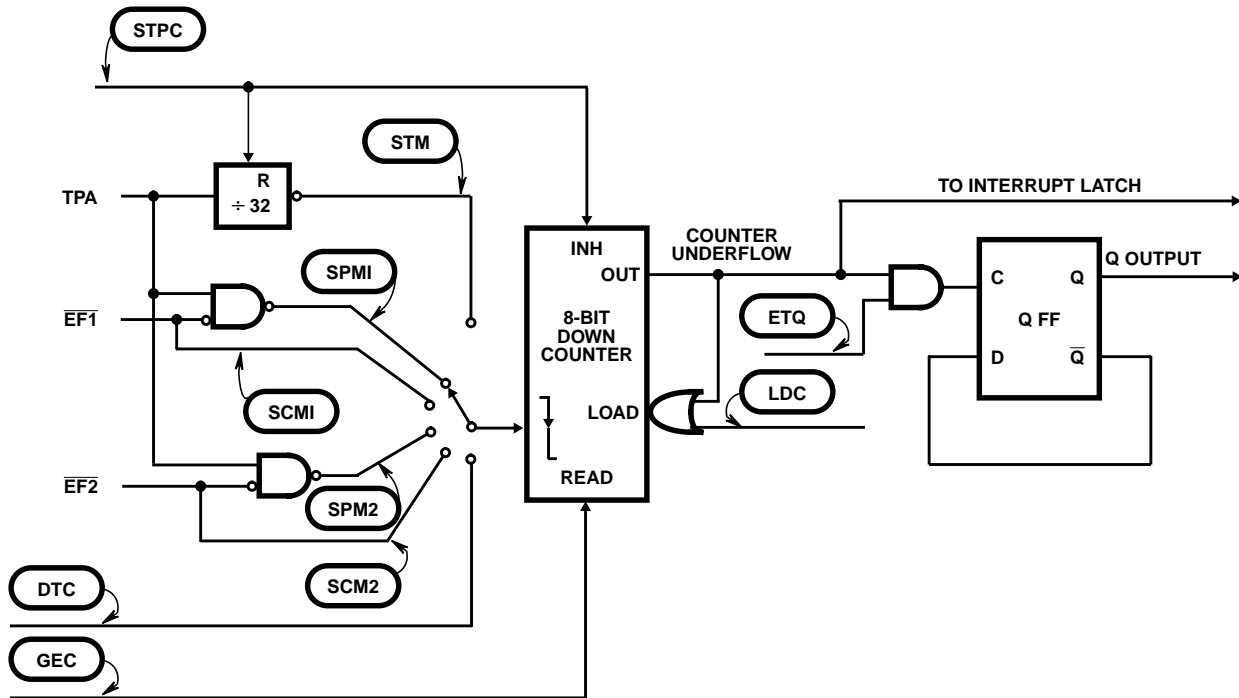 STPC
STM
R
÷ 32
TPA
TO INTERRUPT LATCH
INH
COUNTER
UNDERFLOW
OUT
SPMI
Q OUTPUT
C
Q
EF1
8-BIT
DOWN
COUNTER
ETQ
Q FF
D
Q
SCMI
LOAD
LDC
EF2
READ
SPM2
SCM2
DTC
GEC